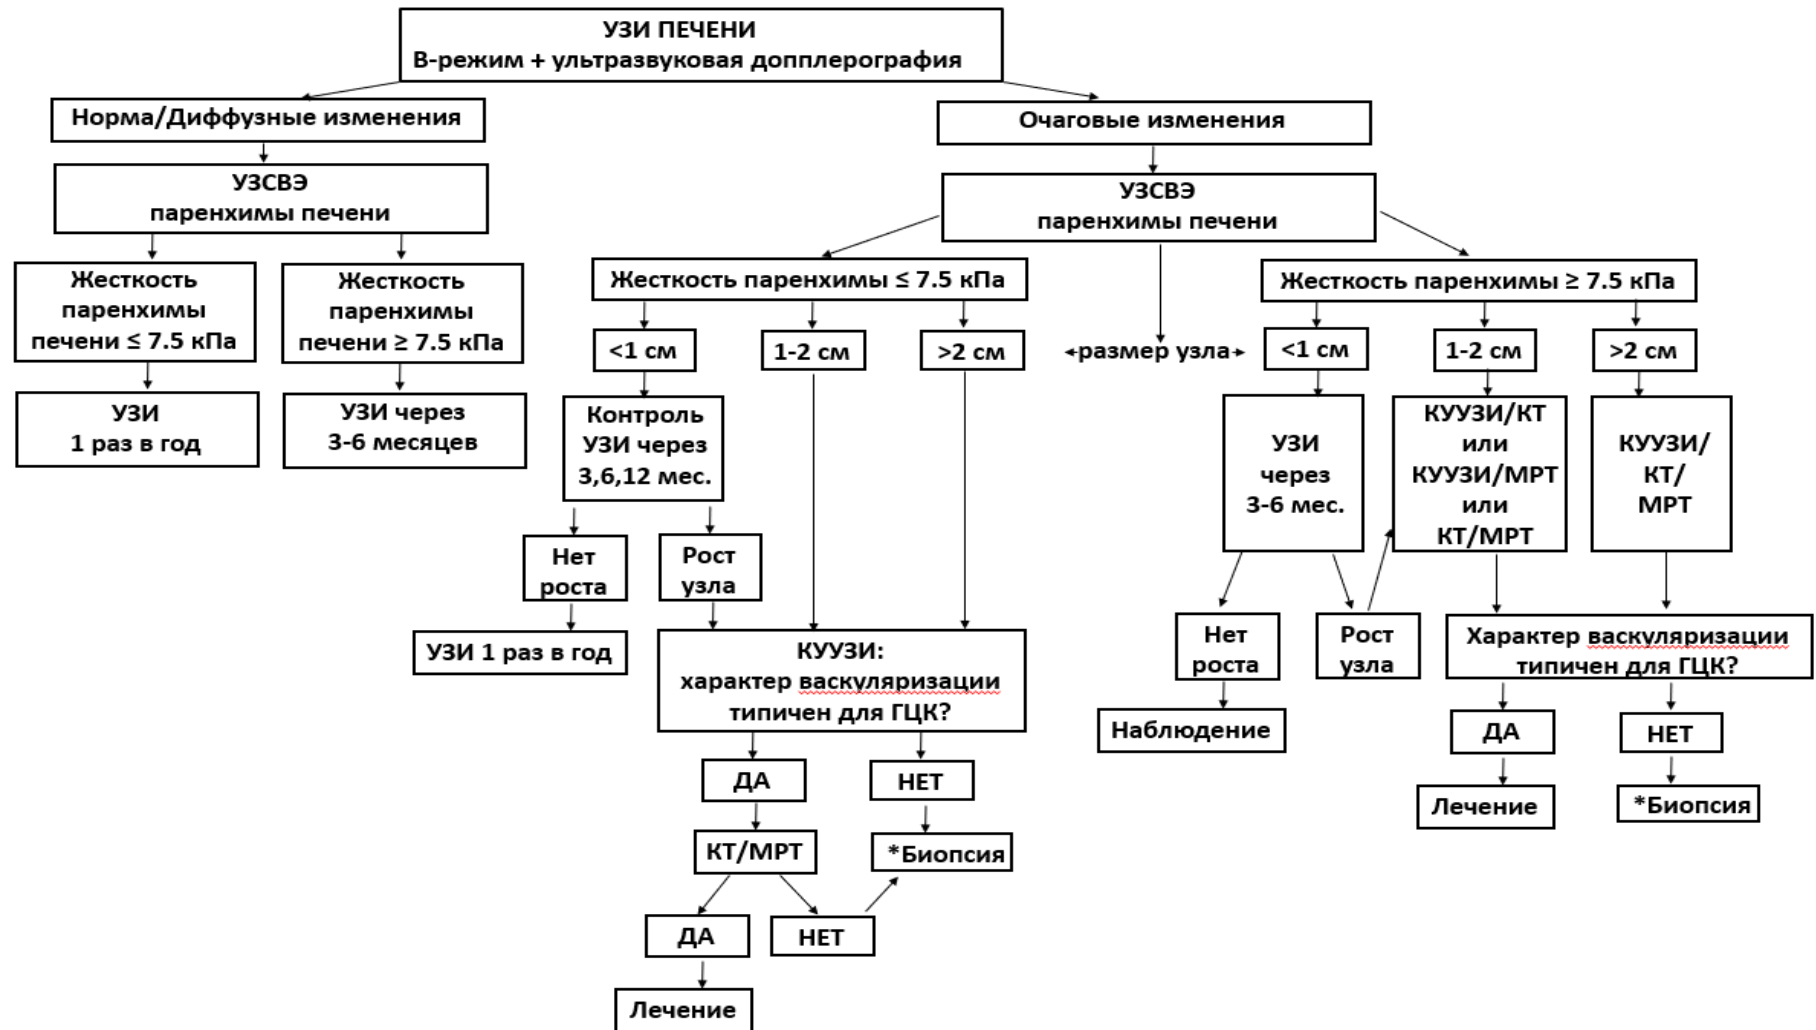 УЗИ ПЕЧЕНИ
В-режим + ультразвуковая допплерография
Норма/Диффузные изменения
УЗСВЭ
паренхимы печени
Жесткость
паренхимы
печени ≤ 7.5 кПа
УЗИ
1 раз в год
Жесткость
паренхимы
печени ≥ 7.5 кПа
УЗИ через
3-6 месяцев
Очаговые изменения
УЗСВЭ
паренхимы печени
размер узла
Жесткость паренхимы ≤ 7.5 кПа
<1 см
1-2 см
>2 см
Контроль
УЗИ через
3,6,12 мес.
Нет
роста
УЗИ 1 раз в год
Рост
узла
КУУЗИ:
характер васкуляризации
типичен для ГЦК?
ДА
НЕТ
КТ/МРТ
*Биопсия
ДА
НЕТ
Лечение
Жесткость паренхимы ≥ 7.5 кПа
<1 см
1-2 см
>2 см
УЗИ
через
3-6 мес.
КУУЗИ/КТ
или
КУУЗИ/МРТ
или
КТ/МРТ
КУУЗИ/
КТ/
МРТ
Нет
роста
Рост
узла
Наблюдение
Характер васкуляризации
типичен для ГЦК?
ДА
НЕТ
Лечение
*Биопсия